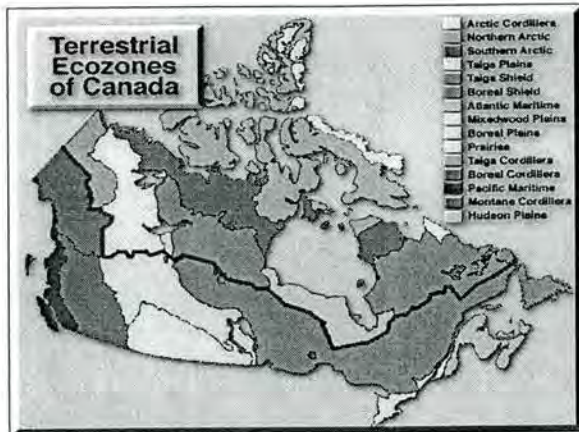 Terrestrial
Ecozones
of Canada
Arctic Cordillera
Northern Arctic
Southern Arctic
Taiga Plains
Taiga Shield
Boreal Shield
Atlantic Maritime
Mixedwood Plains
Boreal Plains
Prairies
Taiga Cordillera
Boreal Cordillera
Pacific Maritime
Montane Cordillera
Hudson Plains